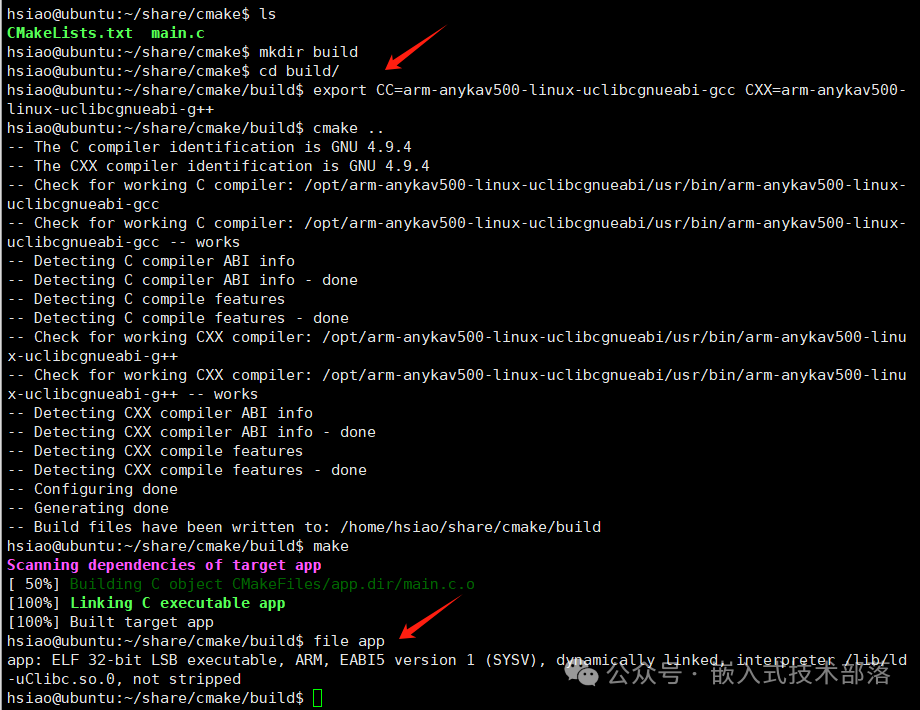 hsiao@ubuntu:~/share/cmake$ ls
CMakeLists.txt  main.c
hsiao@ubuntu:~/share/cmake$ mkdir build
hsiao@ubuntu:~/share/cmake$ cd build/
hsiao@ubuntu:~/share/cmake/build$ export CC=arm-anykav500-linux-uclibcgnueabi-gcc CXX=arm-anykav500-
linux-uclibcgnueabi-g++
hsiao@ubuntu:~/share/cmake/build$ cmake ..
-- The C compiler identification is GNU 4.9.4
-- The CXX compiler identification is GNU 4.9.4
-- Check for working C compiler: /opt/arm-anykav500-linux-uclibcgnueabi/usr/bin/arm-anykav500-linux-
uclibcgnueabi-gcc
-- Check for working C compiler: /opt/arm-anykav500-linux-uclibcgnueabi/usr/bin/arm-anykav500-linux-
uclibcgnueabi-gcc -- works
-- Detecting C compiler ABI info
-- Detecting C compiler ABI info - done
-- Detecting C compile features
-- Detecting C compile features - done
-- Check for working CXX compiler: /opt/arm-anykav500-linux-uclibcgnueabi/usr/bin/arm-anykav500-linu
x-uclibcgnueabi-g++
-- Check for working CXX compiler: /opt/arm-anykav500-linux-uclibcgnueabi/usr/bin/arm-anykav500-linu
x-uclibcgnueabi-g++ -- works
-- Detecting CXX compiler ABI info
-- Detecting CXX compiler ABI info - done
-- Detecting CXX compile features
-- Detecting CXX compile features - done
-- Configuring done
-- Generating done
-- Build files have been written to: /home/hsiao/share/cmake/build
hsiao@ubuntu:~/share/cmake/build$ make
Scanning dependencies of target app
[ 50%] Building C object CMakeFiles/app.dir/main.c.o
[100%] Linking C executable app
[100%] Built target app
hsiao@ubuntu:~/share/cmake/build$ file app
app: ELF 32-bit LSB executable, ARM, EABI5 version 1 (SYSV), dynamically linked, interpreter /lib/ld
-uClibc.so.0, not stripped
hsiao@ubuntu:~/share/cmake/build$
公众号 · 嵌入式技术部落